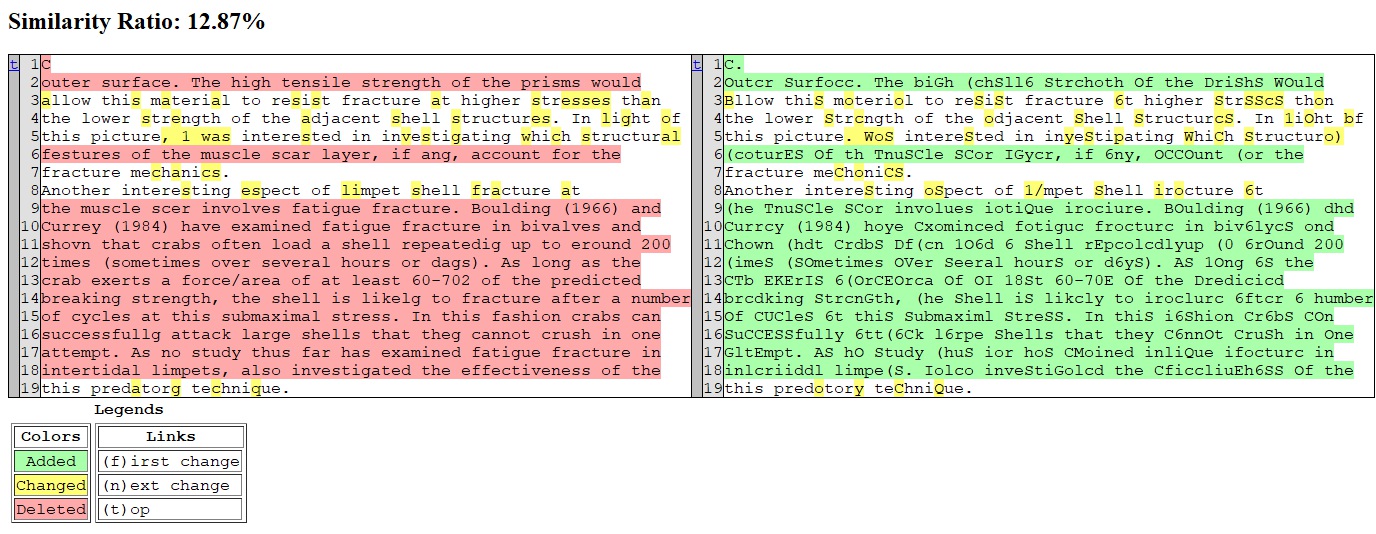 Similarity Ratio: 12.87%
t 1 C
2 outer surface. The high tensile strength of the prisms would
3 allow this material to resist fracture at higher stresses than
4 the lower strength of the adjacent shell structures. In light of
5 this picture, 1 was interested in investigating which structural
6 festures of the muscle scar layer, if ang, account for the
7 fracture mechanics.
8 Another interesting espect of limpet shell fracture at
9 the muscle scer involves fatigue fracture. Boulding (1966) and
10 Currey (1984) have examined fatigue fracture in bivalves and
11 shovn that crabs often load a shell repeatedig up to eround 200
12 times (sometimes over several hours or dags). As long as the
13 crab exerts a force/area of at least 60-702 of the predicted
14 breaking strength, the shell is likelg to fracture after a number
15 of cycles at this submaximal stress. In this fashion crabs can
16 successfullg attack large shells that theg cannot crush in one
17 attempt. As no study thus far has examined fatigue fracture in
18 intertidal limpets, also investigated the effectiveness of the
19 this predatorg technique.
t 1 C.
2 Outcr Surfocc. The biGh (chSll6 Strchoth Of the DriShS WOuld
3 Bllow thiS moteriol to reSiSt fracture 6t higher StrSScS thon
4 the lower Strcngth of the odjacent Shell StructurcS. In 1iOht bf
5 this picture. WoS intereSted in inyeStipating WhiCh Structuro)
6 (coturES Of th TnuSCle SCor IGycr, if 6ny, OCCOunt (or the
7 fracture meChoniCS.
8 Another intereSting oSpect of 1/mpet Shell irocture 6t
9 (he TnuSCle SCor involues iotiQue irociure. BOulding (1966) dhd
10 Currcy (1984) hoye Cxominced fotiguc frocturc in biv6lycS ond
11 Chown (hdt CrdbS Df(cn 1O6d 6 Shell rEpcolcdlyup (0 6rOund 200
12 (imeS (SOmetimes OVer Seeral hourS or d6yS). AS 1Ong 6S the
13 CTb EKErIS 6(OrCEOrca Of OI 18St 60-70E Of the Dredicicd
14 brcdking StrcnGth, (he Shell iS likcly to iroclurc 6ftcr 6 humber
15 Of CUCleS 6t thiS Submaximl StreSS. In thiS i6Shion Cr6bS COn
16 SuCCESSfully 6tt(6Ck l6rpe Shells that they C6nnOt CruSh in One
17 GltEmpt. AS hO Study (huS ior hoS CMoined inliQue ifocturc in
18 inlcriiddl limpe(S. Iolco inveStiGolcd the CficcliuEh6SS Of the
19 this predotory teChniQue.
Legends
Colors Links
Added (f)irst change
Changed (n)ext change
Deleted (t)op